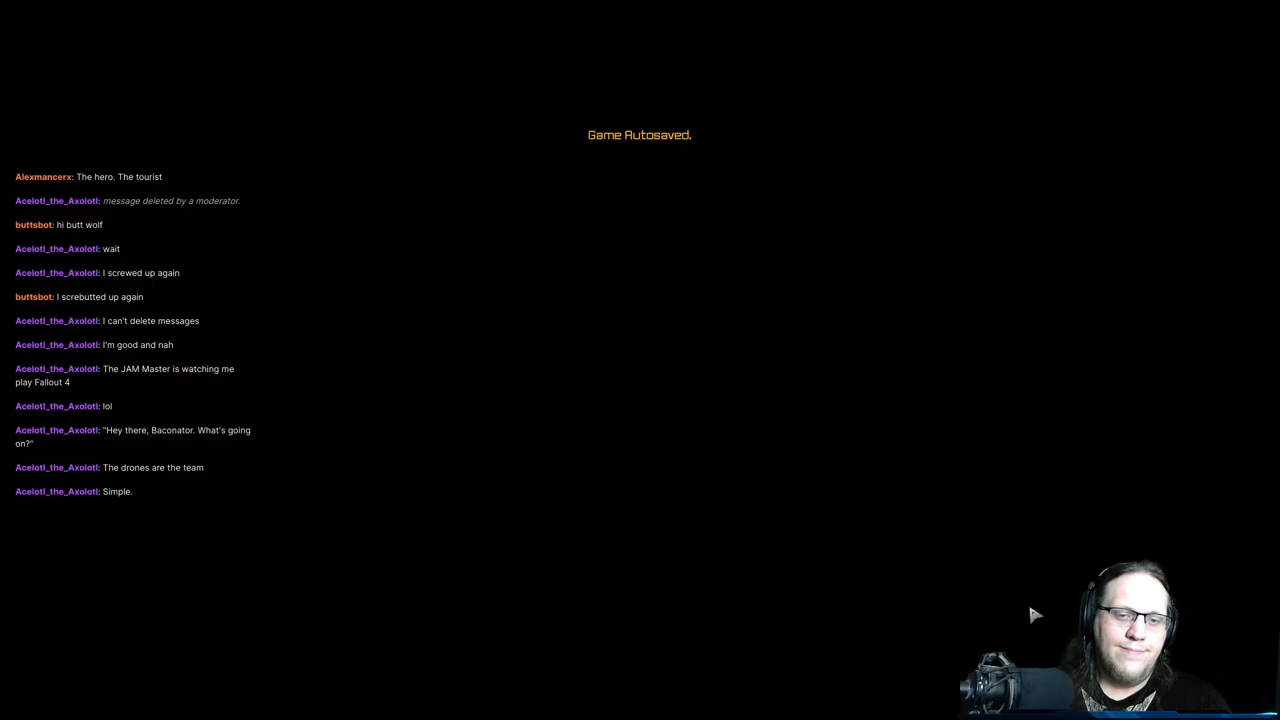 Game Autosaved.
Alexmancerx: The hero. The tourist
Acelotl_the_Axolotl: message deleted by a moderator.
buttsbot: hi butt wolf
Acelotl_the_Axolotl: wait
Acelotl_the_Axolotl: I screwed up again
buttsbot: I screbutted up again
Acelotl_the_Axolotl: I can't delete messages
Acelotl_the_Axolotl: I'm good and nah
Acelotl_the_Axolotl: The JAM Master is watching me
play Fallout 4
Acelotl_the_Axolotl: lol
Acelotl_the_Axolotl: "Hey there, Baconator. What's going
on?"
Acelotl_the_Axolotl: The drones are the team
Acelotl_the_Axolotl: Simple.